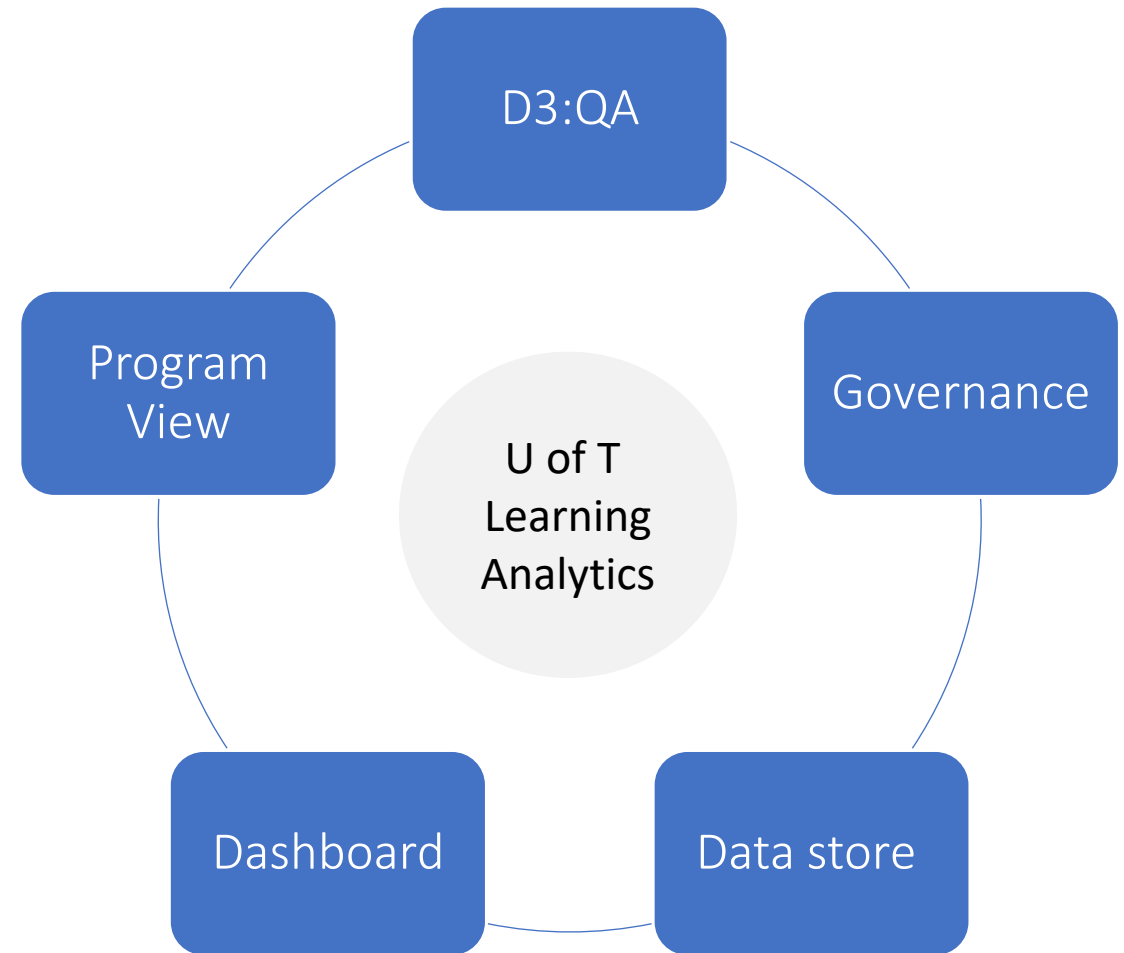 D3:QA
Program
View
Governance
U of T
Learning
Analytics
Dashboard
Data store